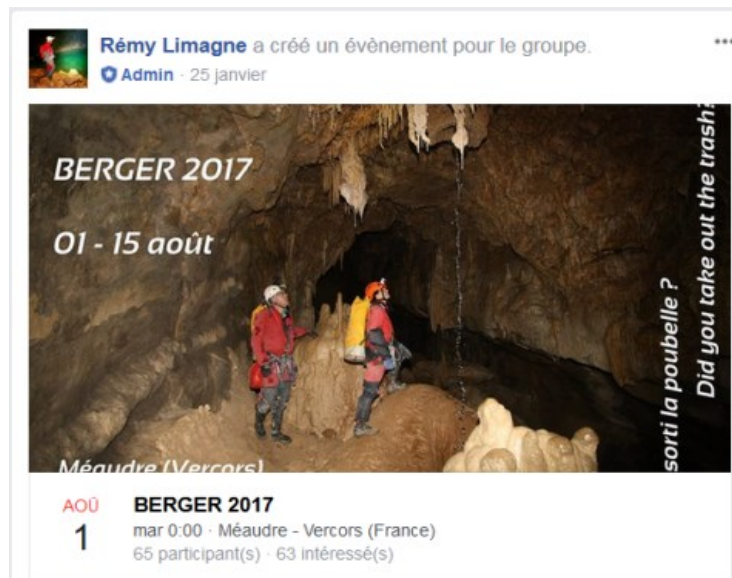 Rémy Limagne a créé un évènement pour le groupe.
Admin · 25 janvier
BERGER 2017
01 - 15 août
Méaudre (Vercors)
sorti la poubelle ?
Did you take out the trash?
AOÛ
1
BERGER 2017
mar 0:00 · Méaudre - Vercors (France)
65 participant(s) · 63 intéressé(s)